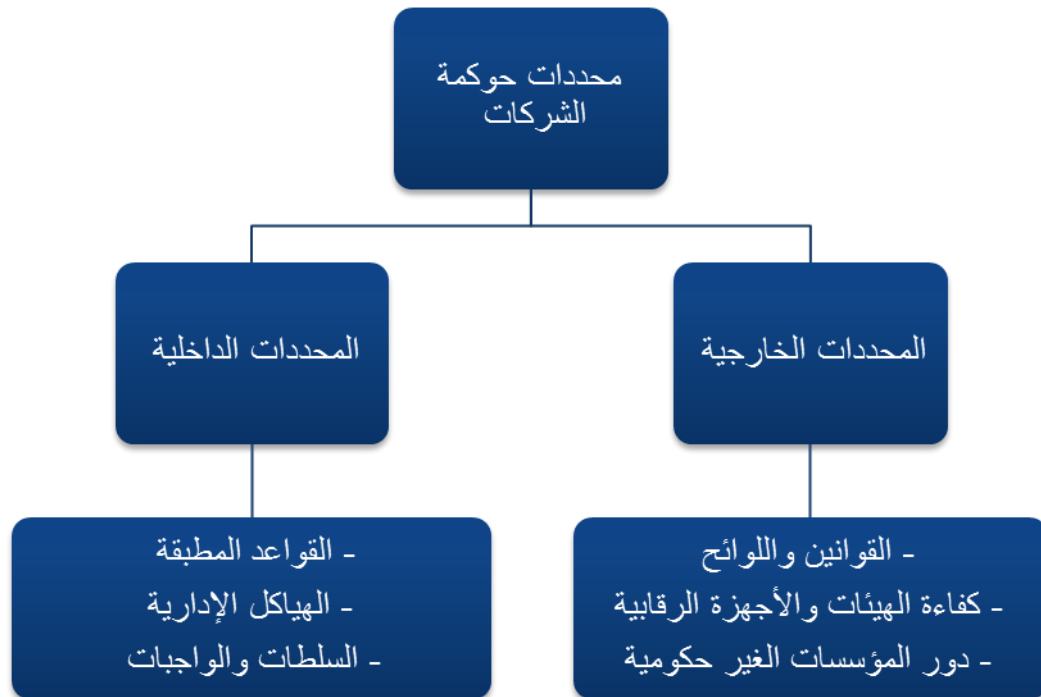 محددات حوكمة
الشركات
المحددات الخارجية
المحددات الداخلية
- القوانين واللوائح
- كفاءة الهيئات والأجهزة الرقابية
- دور المؤسسات الغير حكومية
- القواعد المطبقة
- الهياكل الإدارية
- السلطات والواجبات